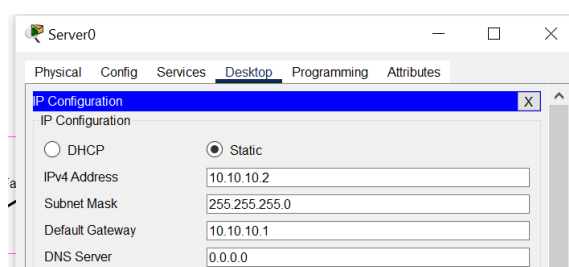 Server0
Physical Config Services Desktop Programming Attributes
IP Configuration X
IP Configuration
DHCP Static
IPv4 Address 10.10.10.2
Subnet Mask 255.255.255.0
Default Gateway 10.10.10.1
DNS Server 0.0.0.0